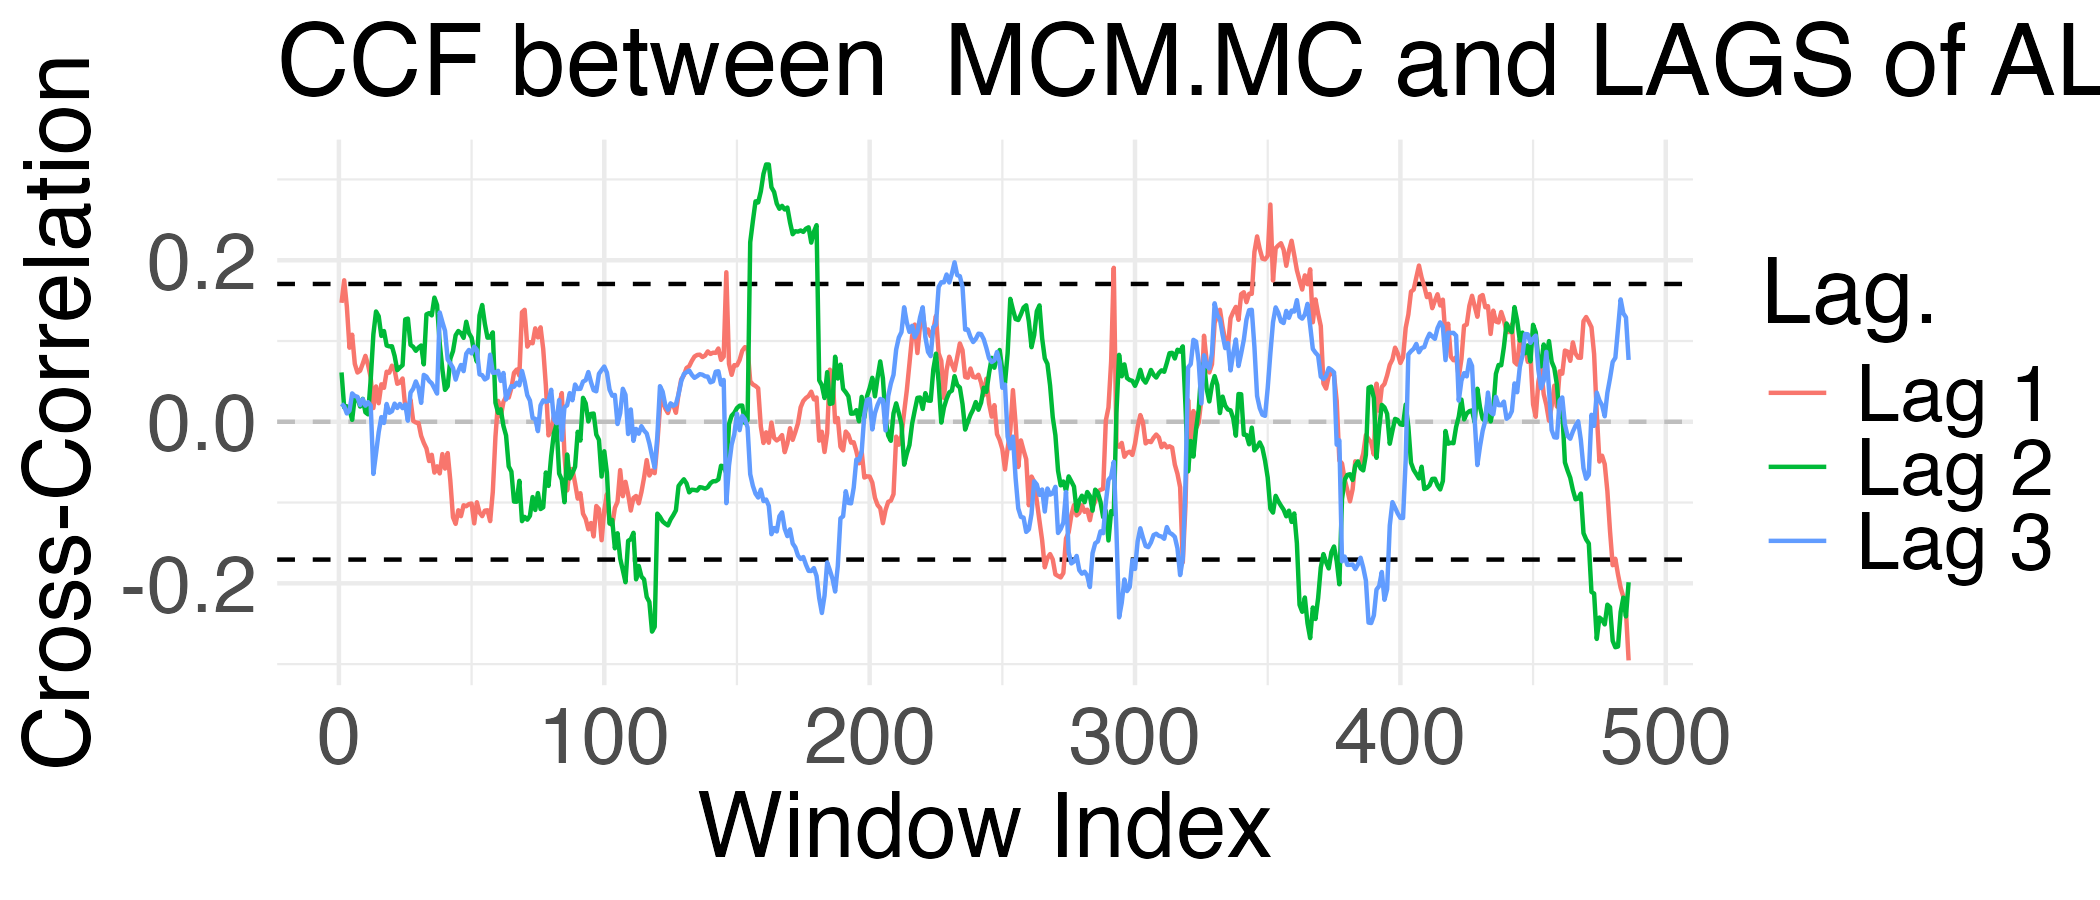 CCF between MCM.MC and LAGS of AL
Cross-Correlation
0.2
0.0
-0.2
0
100
200
300
400
500
Window Index
Lag.
Lag 1
Lag 2
Lag 3